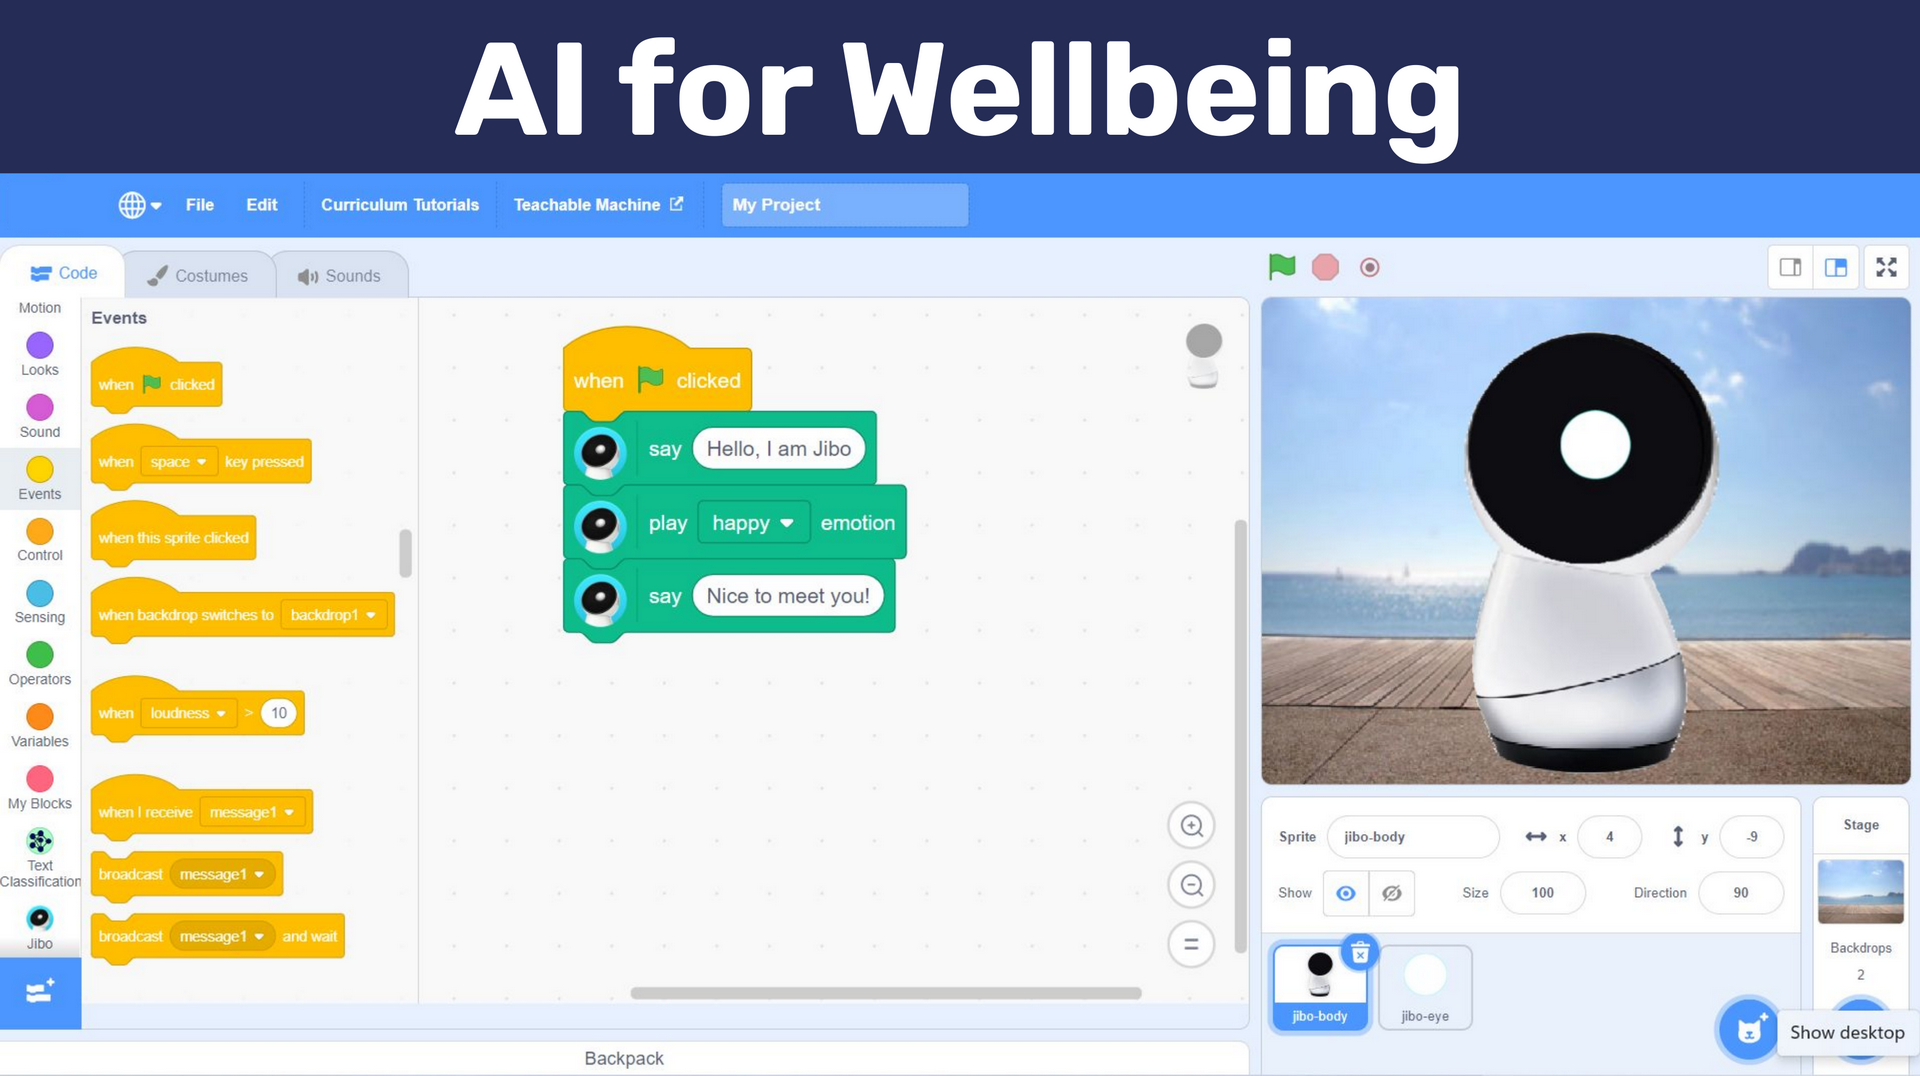 AI for Wellbeing
File Edit Curriculum Tutorials Teachable Machine My Project
Code Costumes Sounds
Motion
Looks
Sound
Events
Control
Sensing
Operators
Variables
My Blocks
Text
Classification
Jibo
Events
when clicked
when space key pressed
when this sprite clicked
when backdrop switches to backdrop1
when loudness > 10
when I receive message1
broadcast message1
broadcast message1 and wait
when clicked
say Hello, I am Jibo
play happy emotion
say Nice to meet you!
Backpack
Sprite jibo-body x 4 y -9
Show Size 100 Direction 90
jibo-body jibo-eye
Stage
Backdrops
2
Show desktop